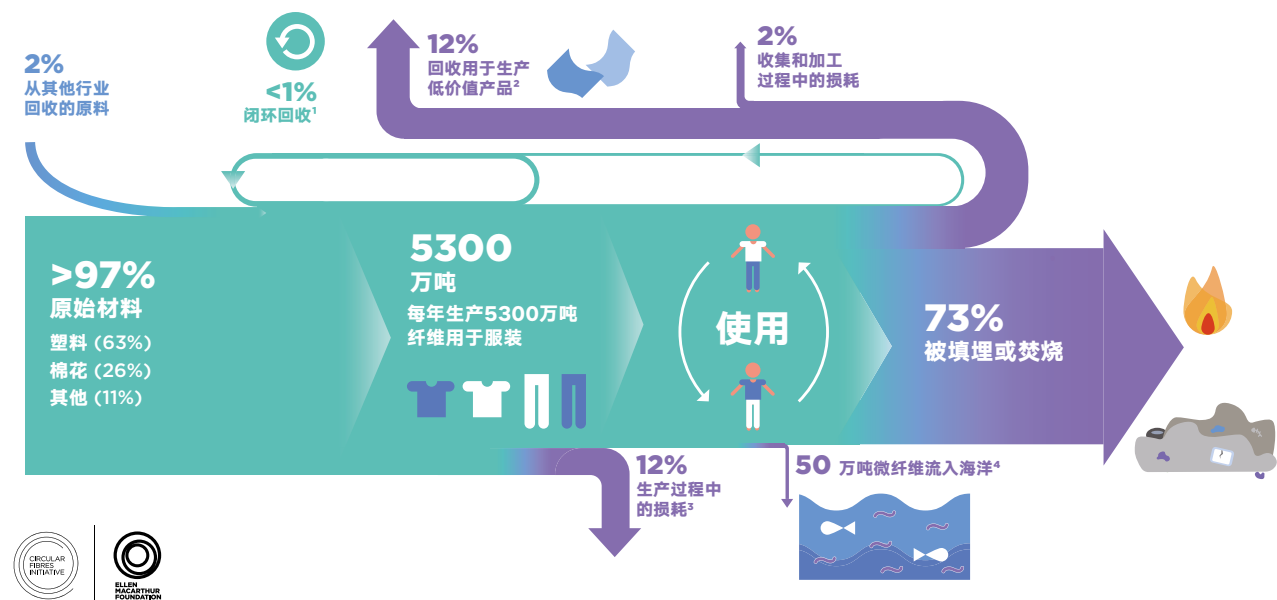 2%
从其他行业
回收的原料
<1%
闭环回收¹
12%
回收用于生产
低价值产品²
2%
收集和加工
过程中的损耗
>97%
原始材料
塑料 (63%)
棉花 (26%)
其他 (11%)
5300
万吨
每年生产5300万吨
纤维用于服装
使用
73%
被填埋或焚烧
12%
生产过程中
的损耗³
50 万吨微纤维流入海洋⁴
CIRCULAR
FIBRES
INITIATIVE
ELLEN
MACARTHUR
FOUNDATION